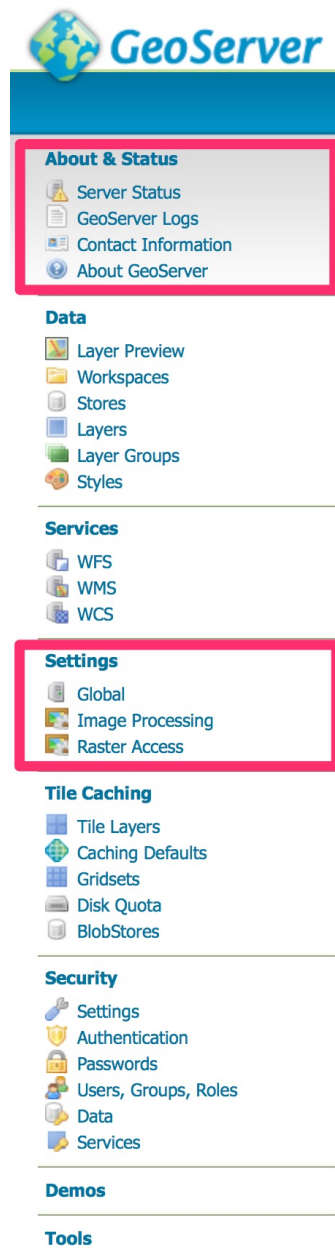 GeoServer
About & Status
Server Status
GeoServer Logs
Contact Information
About GeoServer
Data
Layer Preview
Workspaces
Stores
Layers
Layer Groups
Styles
Services
WFS
WMS
WCS
Settings
Global
Image Processing
Raster Access
Tile Caching
Tile Layers
Caching Defaults
Gridsets
Disk Quota
BlobStores
Security
Settings
Authentication
Passwords
Users, Groups, Roles
Data
Services
Demos
Tools